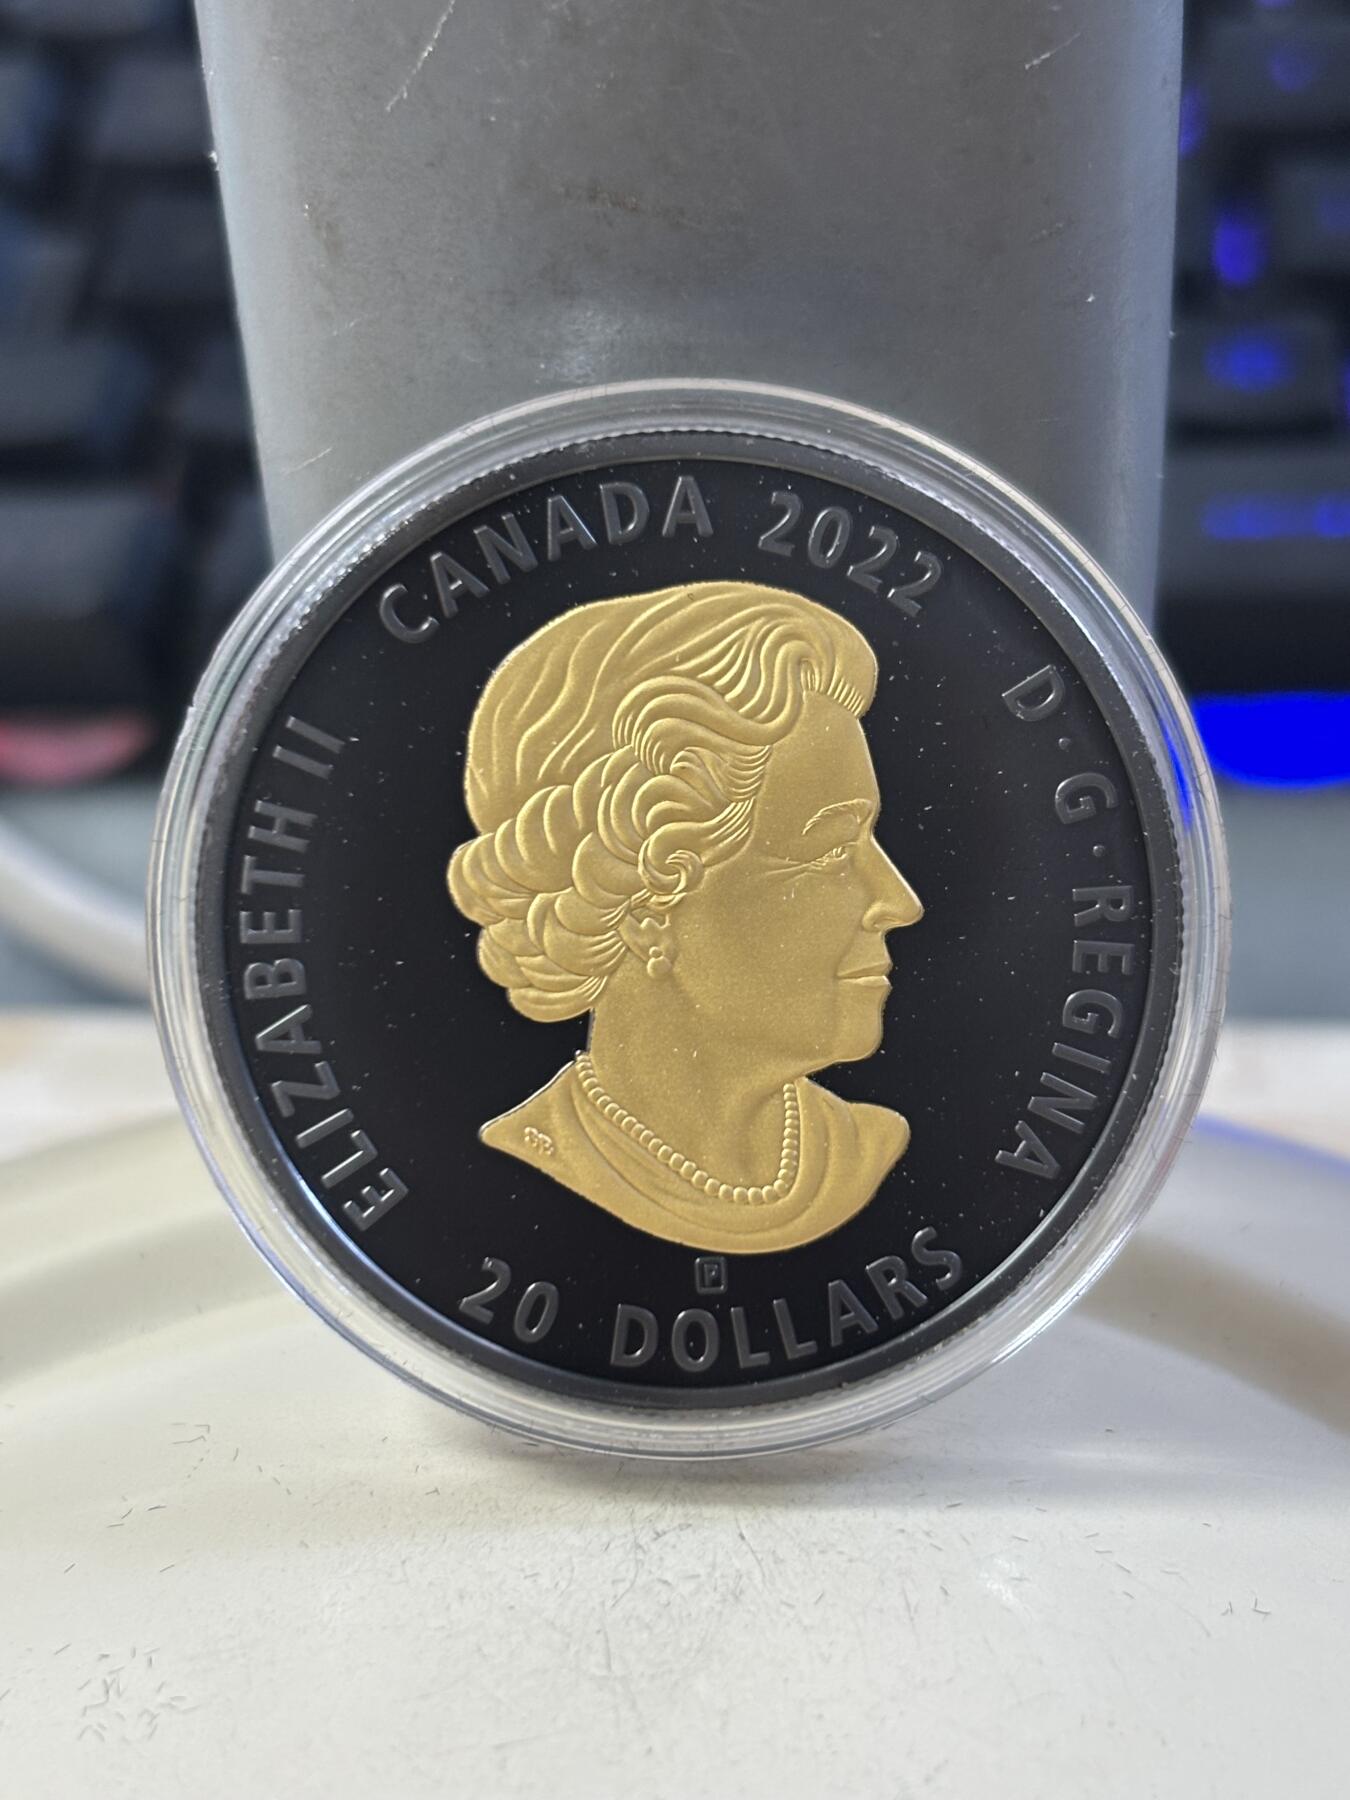 ELIZABETH II
CANADA 2022
D·G·REGINA
P
20 DOLLARS